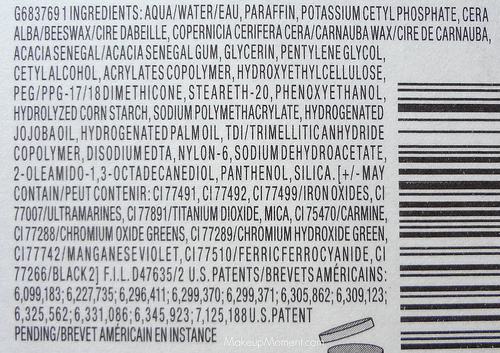 G6837691 INGREDIENTS: AQUA/WATER/EAU, PARAFFIN, POTASSIUM CETYL PHOSPHATE, CERA
ALBA/BEESWAX/CIRE DABEILLE, COPERNICIA CERIFERA CERA/CARNAUBA WAX/CIRE DE CARNAUBA,
ACACIA SENEGAL/ACACIA SENEGAL GUM, GLYCERIN, PENTYLENE GLYCOL,
CETYL ALCOHOL, ACRYLATES COPOLYMER, HYDROXYETHYLCELLULOSE,
PEG/PPG-17/18 DIMETHICONE, STEARETH-20, PHENOXYETHANOL,
HYDROLYZED CORN STARCH, SODIUM POLYMETHACRYLATE, HYDROGENATED
JOJOBA OIL, HYDROGENATED PALM OIL, TDI/TRIMELLITIC ANHYDRIDE
COPOLYMER, DISODIUM EDTA, NYLON-6, SODIUM DEHYDROACETATE,
2-OLEAMIDO-1,3-OCTADECANEDIOL, PANTHENOL, SILICA. [+/- MAY
CONTAIN/PEUT CONTENIR: CI 77491, CI 77492, CI 77499/IRON OXIDES, CI
77007/ULTRAMARINES, CI 77891/TITANIUM DIOXIDE, MICA, CI 75470/CARMINE,
CI 77288/CHROMIUM OXIDE GREENS, CI 77289/CHROMIUM HYDROXIDE GREEN,
CI 77742/MANGANESE VIOLET, CI 77510/FERRIC FERROCYANIDE, CI
77266/BLACK 2] F.I.L. D47635/2 U.S. PATENTS/BREVETS AMÉRICAINS:
6,099,183; 6,227,735; 6,296,411; 6,299,370; 6,299,371; 6,305,862; 6,309,123;
6,325,562; 6,331,086; 6,345,923; 7,125,188 U.S. PATENT
PENDING/BREVET AMÉRICAIN EN INSTANCE
MakeupMoment.com